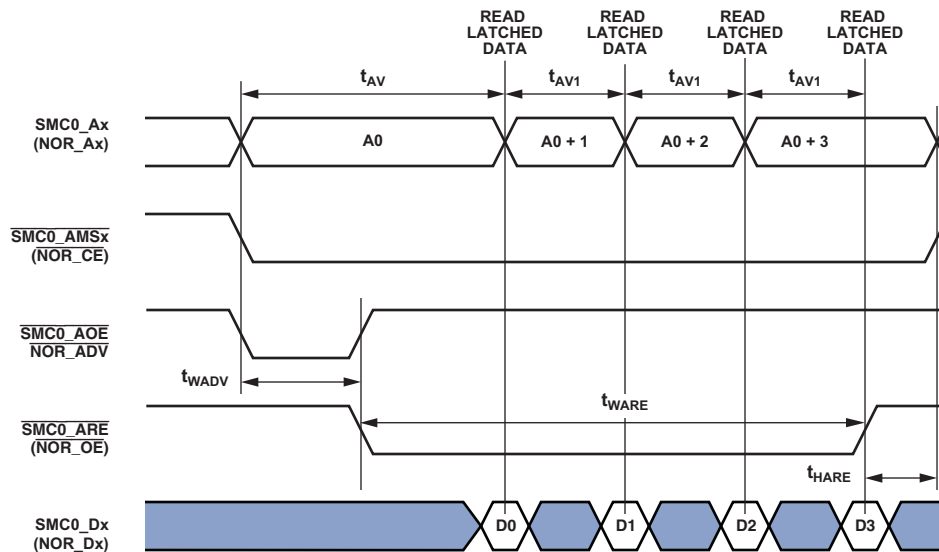 READ
LATCHED
DATA
READ
LATCHED
DATA
READ
LATCHED
DATA
READ
LATCHED
DATA
tAV
tAV1
tAV1
tAV1
SMC0_Ax
(NOR_Ax)
A0
A0 + 1
A0 + 2
A0 + 3
SMC0_AMSx
(NOR_CE)
SMC0_AOE
NOR_ADV
tWADV
tWARE
SMC0_ARE
(NOR_OE)
tHARE
SMC0_Dx
(NOR_Dx)
D0
D1
D2
D3